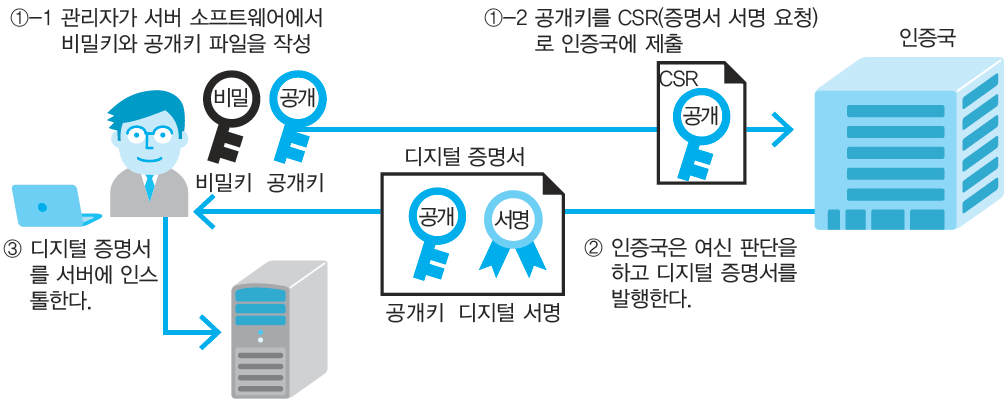 ①-1 관리자가 서버 소프트웨어에서
비밀키와 공개키 파일을 작성
①-2 공개키를 CSR(증명서 서명 요청)
로 인증국에 제출
인증국
CSR
비밀
공개
공개
비밀키
공개키
디지털 증명서
공개
서명
공개키
디지털 서명
② 인증국은 여신 판단을
하고 디지털 증명서를
발행한다.
③ 디지털 증명서
를 서버에 인스
톨한다.